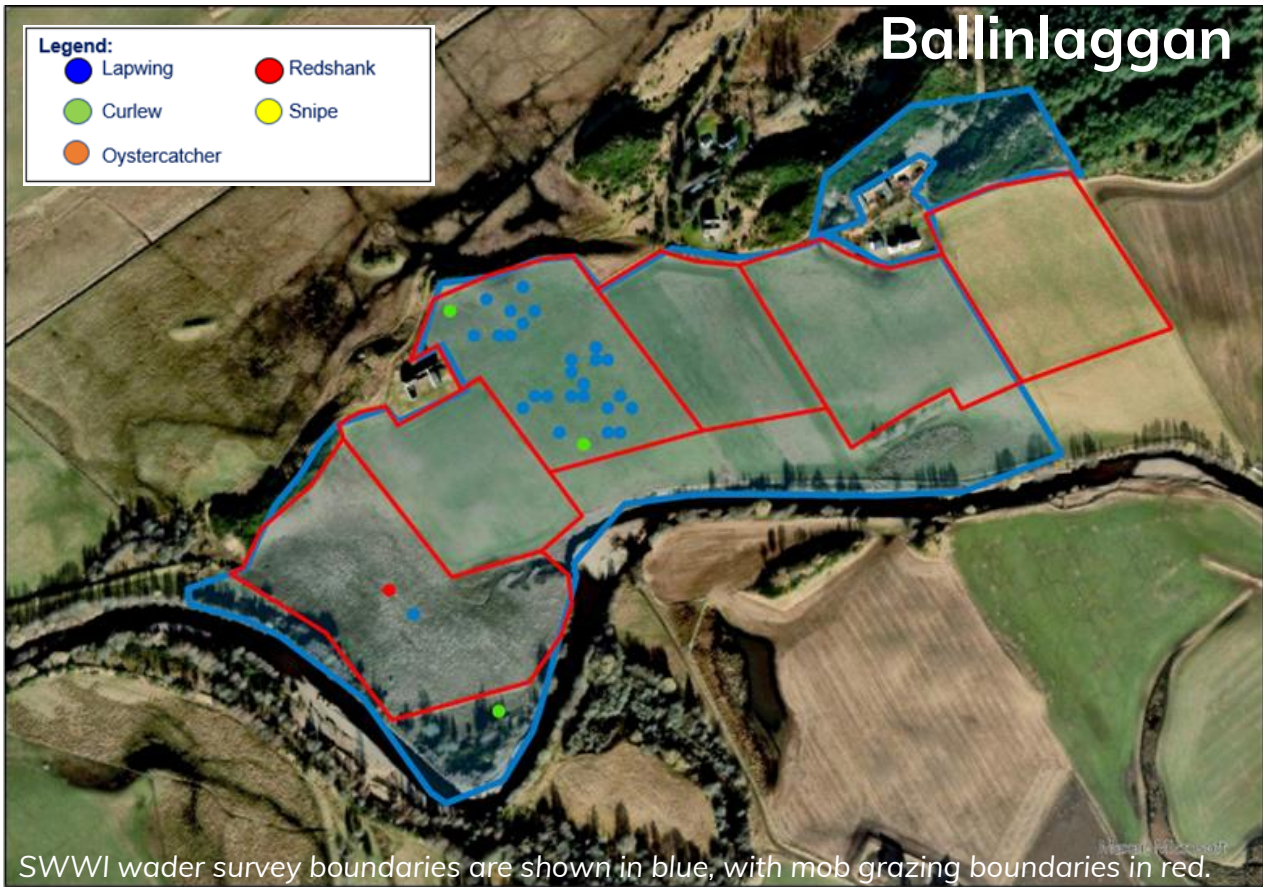 Ballinlaggan
Legend:
Lapwing
Redshank
Curlew
Snipe
Oystercatcher
SWWI wader survey boundaries are shown in blue, with mob grazing boundaries in red.